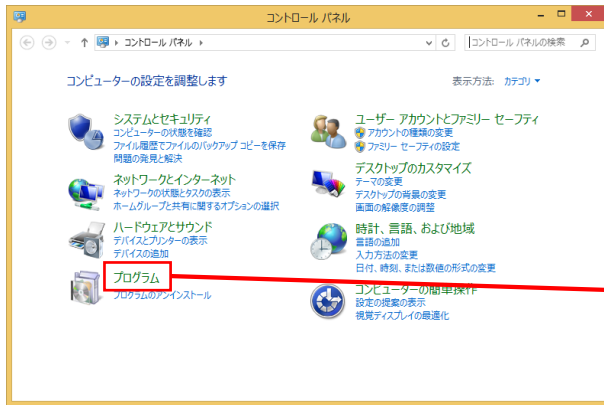 コントロール パネル
コントロール パネル
コントロール パネルの検索
コンピューターの設定を調整します
表示方法: カテゴリ
システムとセキュリティ
コンピューターの状態を確認
ファイル履歴でファイルのバックアップ コピーを保存
問題の発見と解決
ネットワークとインターネット
ネットワークの状態とタスクの表示
ホームグループと共有に関するオプションの選択
ハードウェアとサウンド
デバイスとプリンターの表示
デバイスの追加
プログラム
プログラムのアンインストール
ユーザー アカウントとファミリー セーフティ
アカウントの種類の変更
ファミリー セーフティの設定
デスクトップのカスタマイズ
テーマの変更
デスクトップの背景の変更
画面の解像度の調整
時計、言語、および地域
言語の追加
入力方法の変更
日付、時刻、または数値の形式の変更
コンピューターの簡単操作
設定の提案の表示
視覚ディスプレイの最適化